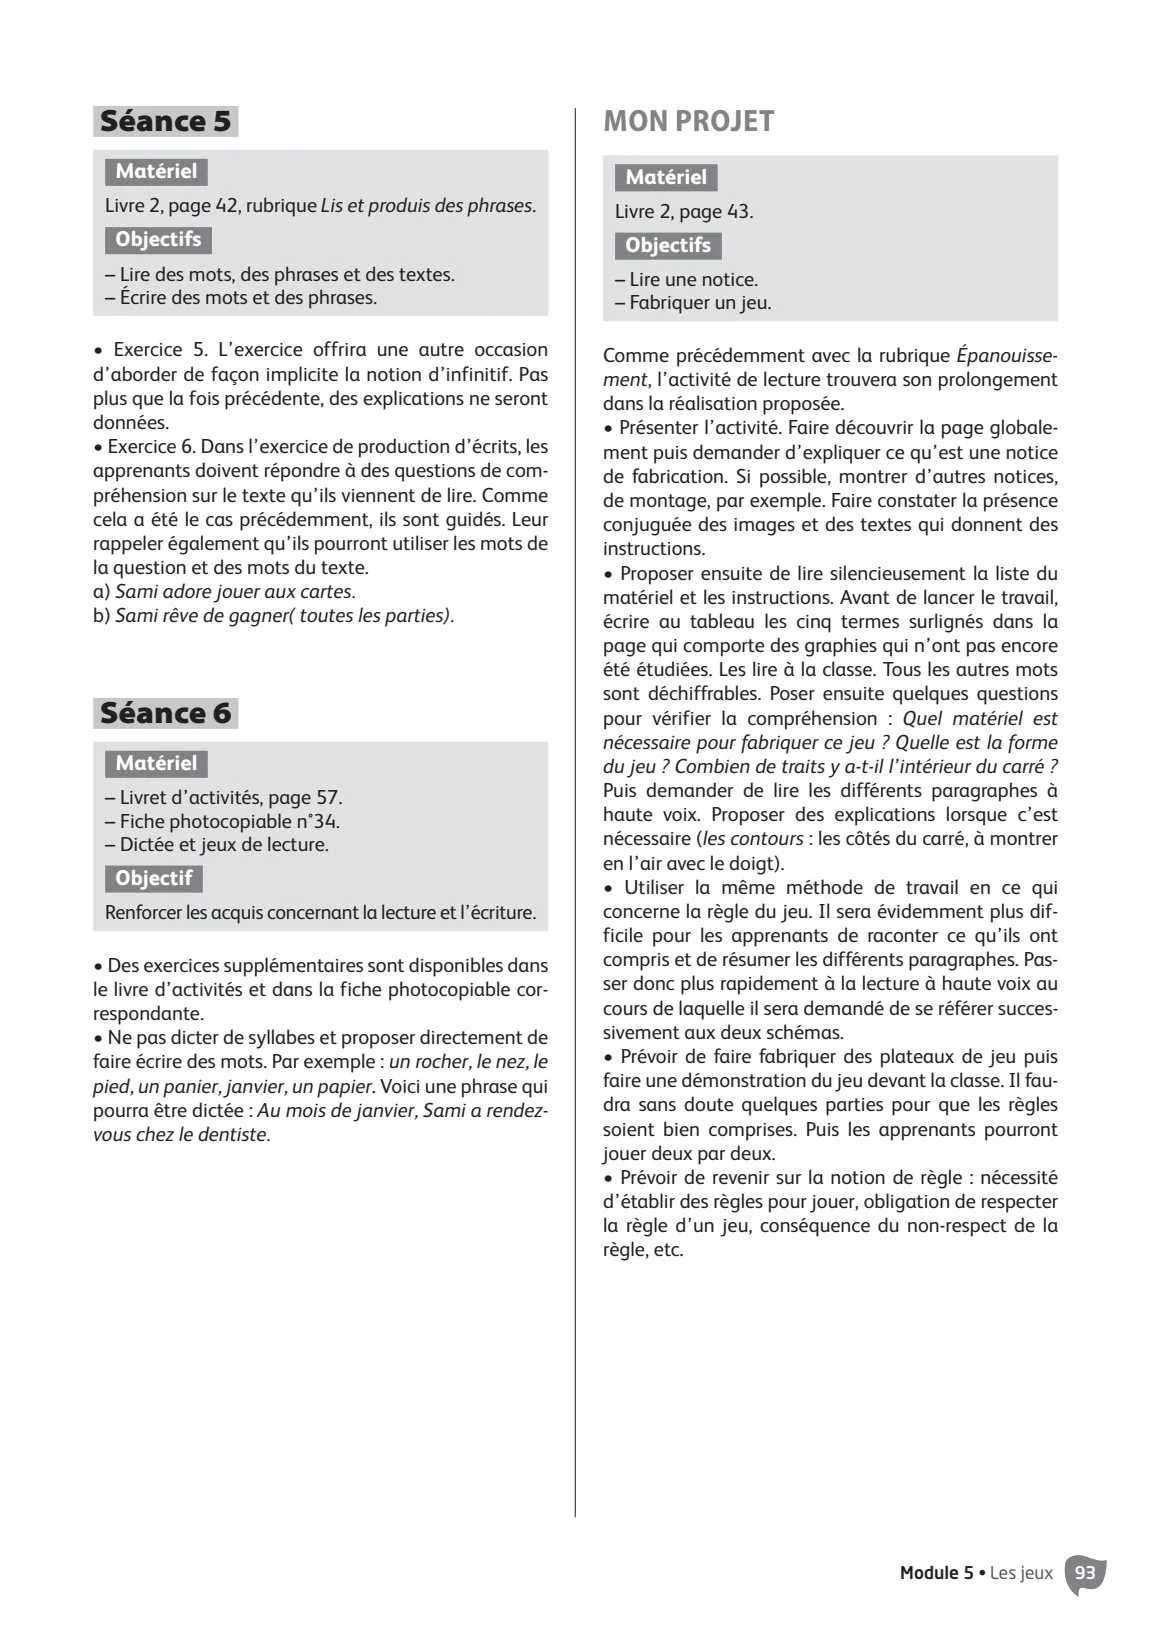 Séance 5
Matériel
Livre 2, page 42, rubrique Lis et produis des phrases.
Objectifs
– Lire des mots, des phrases et des textes.
– Écrire des mots et des phrases.
• Exercice 5. L’exercice offrira une autre occasion
d’aborder de façon implicite la notion d’infinitif. Pas
plus que la fois précédente, des explications ne seront
données.
• Exercice 6. Dans l’exercice de production d’écrits, les
apprenants doivent répondre à des questions de com-
préhension sur le texte qu’ils viennent de lire. Comme
cela a été le cas précédemment, ils sont guidés. Leur
rappeler également qu’ils pourront utiliser les mots de
la question et des mots du texte.
a) Sami adore jouer aux cartes.
b) Sami rêve de gagner( toutes les parties).
Séance 6
Matériel
– Livret d’activités, page 57.
– Fiche photocopiable n°34.
– Dictée et jeux de lecture.
Objectif
Renforcer les acquis concernant la lecture et l’écriture.
• Des exercices supplémentaires sont disponibles dans
le livre d’activités et dans la fiche photocopiable cor-
respondante.
• Ne pas dicter de syllabes et proposer directement de
faire écrire des mots. Par exemple : un rocher, le nez, le
pied, un panier, janvier, un papier. Voici une phrase qui
pourra être dictée : Au mois de janvier, Sami a rendez-
vous chez le dentiste.
MON PROJET
Matériel
Livre 2, page 43.
Objectifs
– Lire une notice.
– Fabriquer un jeu.
Comme précédemment avec la rubrique Épanouisse-
ment, l’activité de lecture trouvera son prolongement
dans la réalisation proposée.
• Présenter l’activité. Faire découvrir la page globale-
ment puis demander d’expliquer ce qu’est une notice
de fabrication. Si possible, montrer d’autres notices,
de montage, par exemple. Faire constater la présence
conjuguée des images et des textes qui donnent des
instructions.
• Proposer ensuite de lire silencieusement la liste du
matériel et les instructions. Avant de lancer le travail,
écrire au tableau les cinq termes surlignés dans la
page qui comporte des graphies qui n’ont pas encore
été étudiées. Les lire à la classe. Tous les autres mots
sont déchiffrables. Poser ensuite quelques questions
pour vérifier la compréhension : Quel matériel est
nécessaire pour fabriquer ce jeu ? Quelle est la forme
du jeu ? Combien de traits y a-t-il l’intérieur du carré ?
Puis demander de lire les différents paragraphes à
haute voix. Proposer des explications lorsque c’est
nécessaire (les contours : les côtés du carré, à montrer
en l’air avec le doigt).
• Utiliser la même méthode de travail en ce qui
concerne la règle du jeu. Il sera évidemment plus dif-
ficile pour les apprenants de raconter ce qu’ils ont
compris et de résumer les différents paragraphes. Pas-
ser donc plus rapidement à la lecture à haute voix au
cours de laquelle il sera demandé de se référer succes-
sivement aux deux schémas.
• Prévoir de faire fabriquer des plateaux de jeu puis
faire une démonstration du jeu devant la classe. Il fau-
dra sans doute quelques parties pour que les règles
soient bien comprises. Puis les apprenants pourront
jouer deux par deux.
• Prévoir de revenir sur la notion de règle : nécessité
d’établir des règles pour jouer, obligation de respecter
la règle d’un jeu, conséquence du non-respect de la
règle, etc.
Module 5 • Les jeux 93